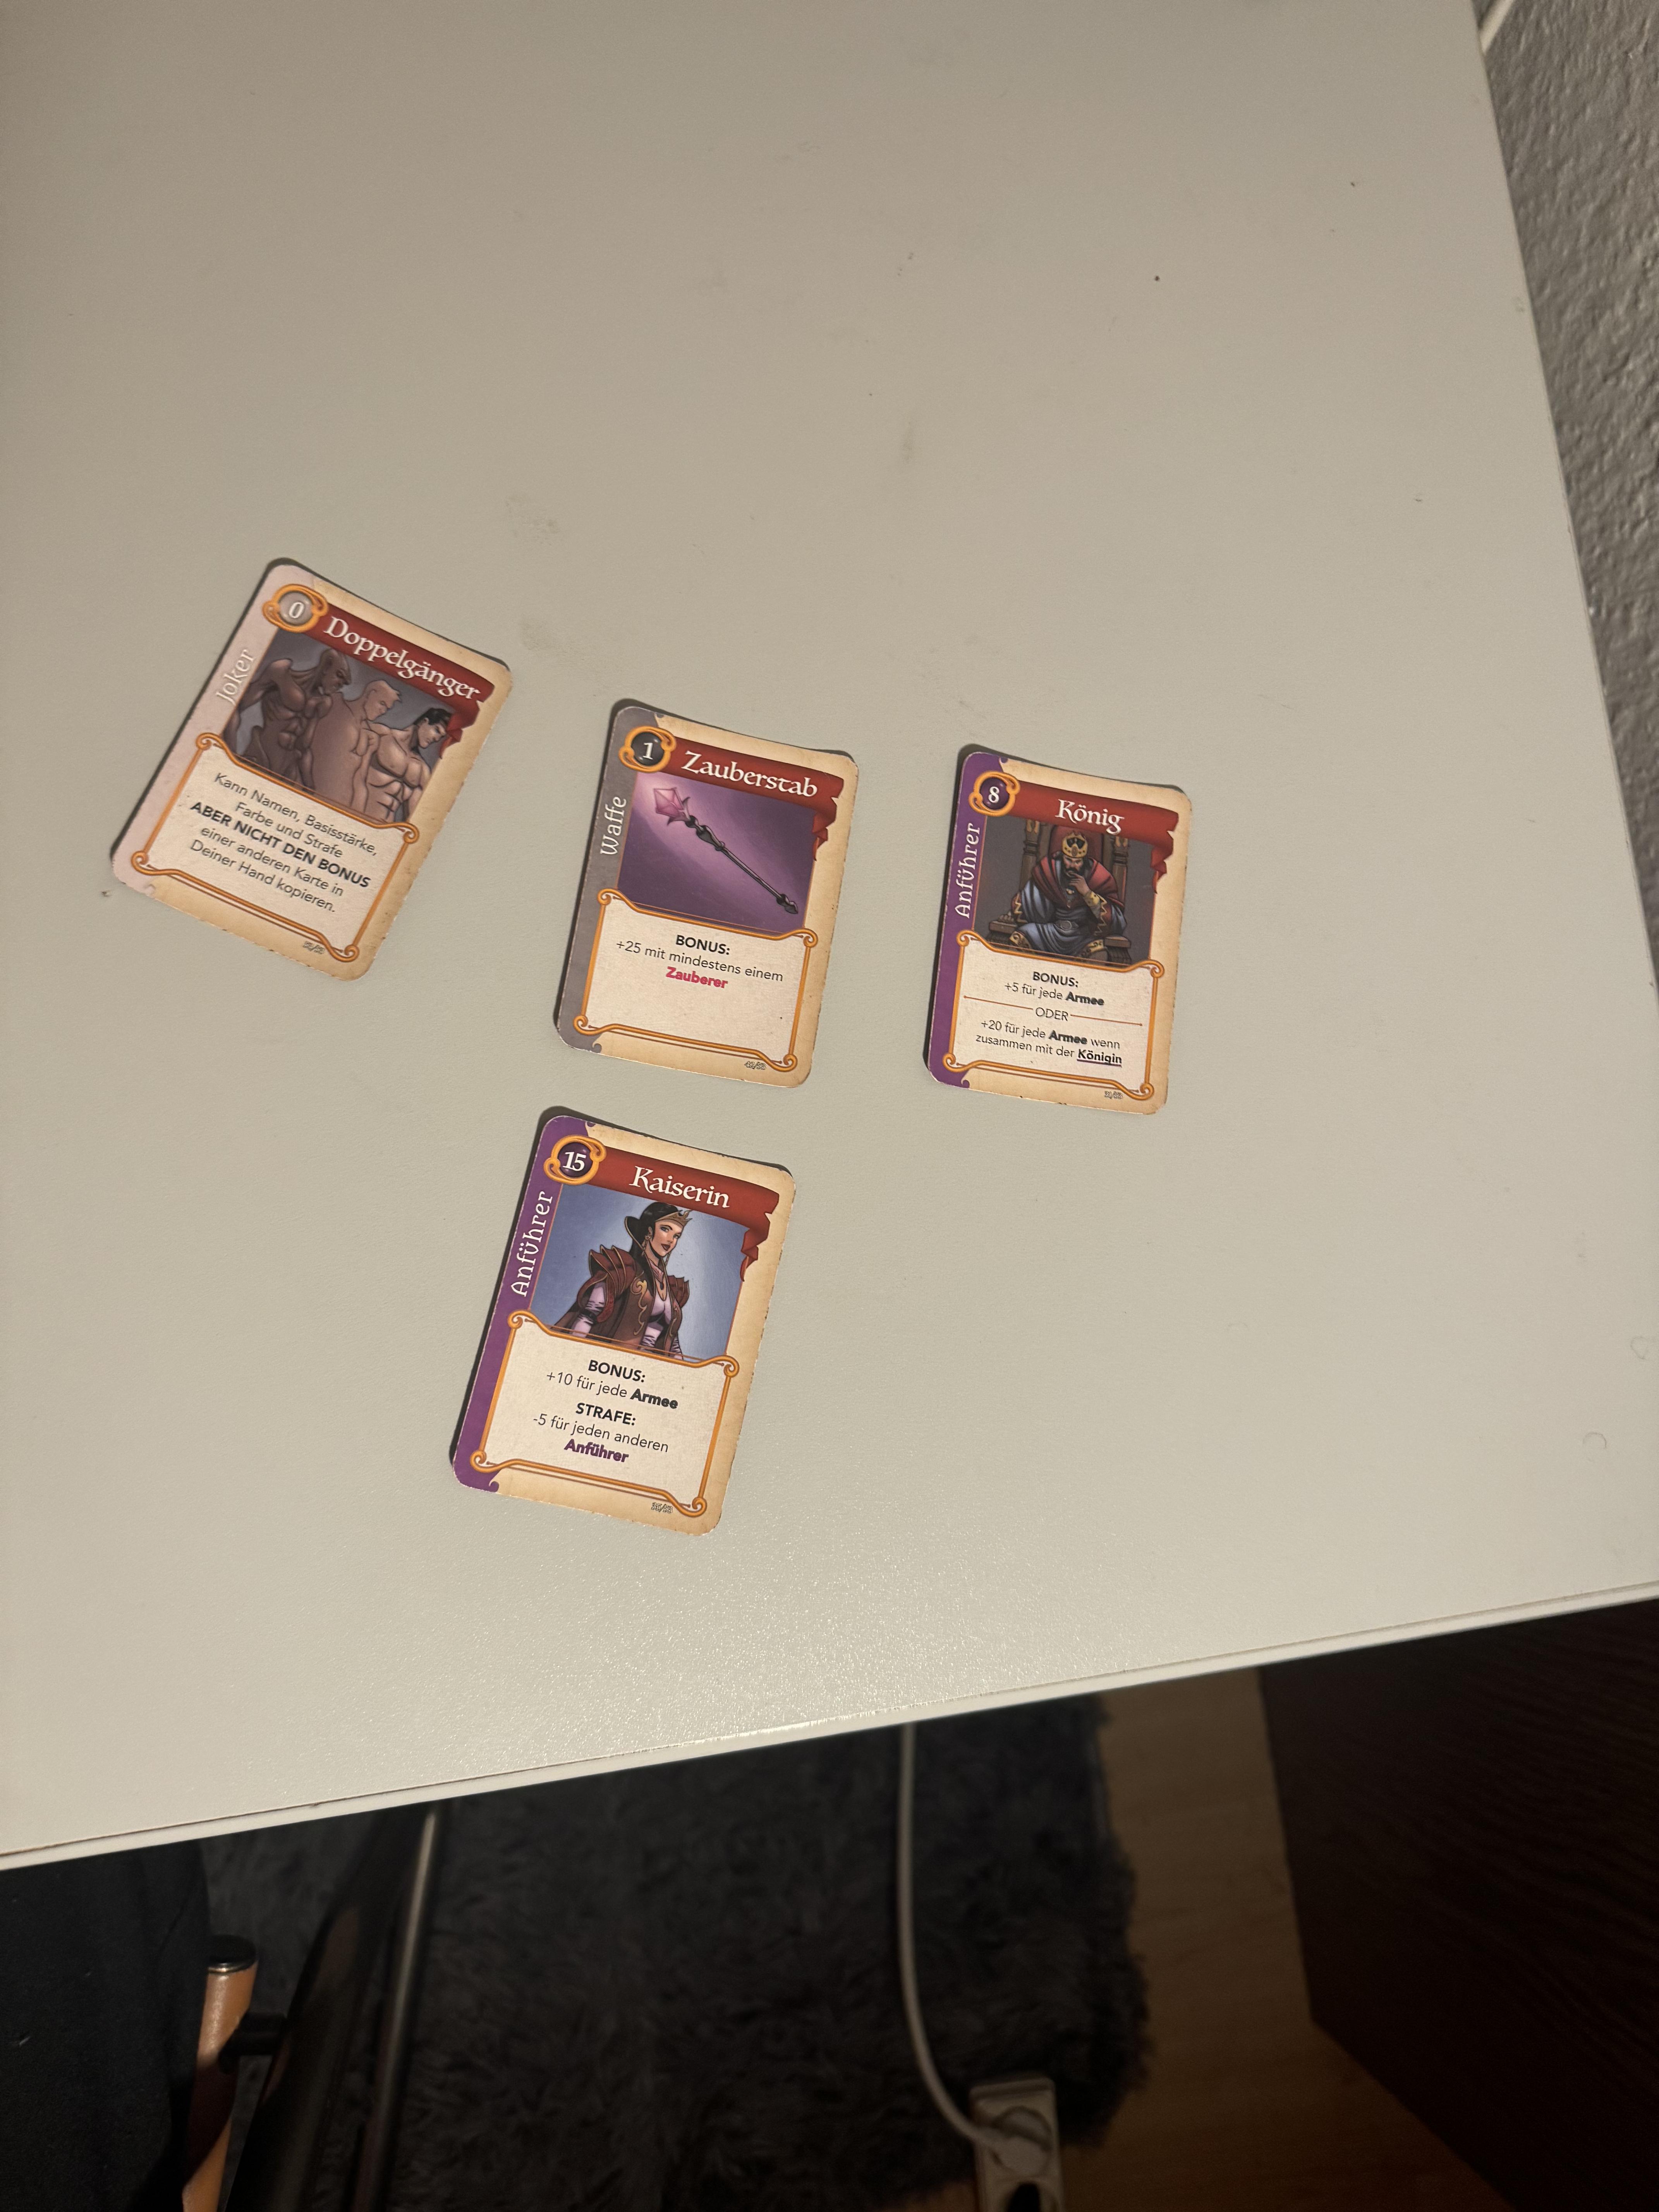 0
Doppelgänger
Joker
Kann Namen, Basisstärke,
Farbe und Strafe
ABER NICHT DEN BONUS
einer anderen Karte in
Deiner Hand kopieren.
1
Zauberstab
Waffe
BONUS:
+25 mit mindestens einem
Zauberer
8
König
Anführer
BONUS:
+5 für jede Armee
ODER
+20 für jede Armee wenn
zusammen mit der Königin
15
Kaiserin
Anführer
BONUS:
+10 für jede Armee
STRAFE:
-5 für jeden anderen
Anführer